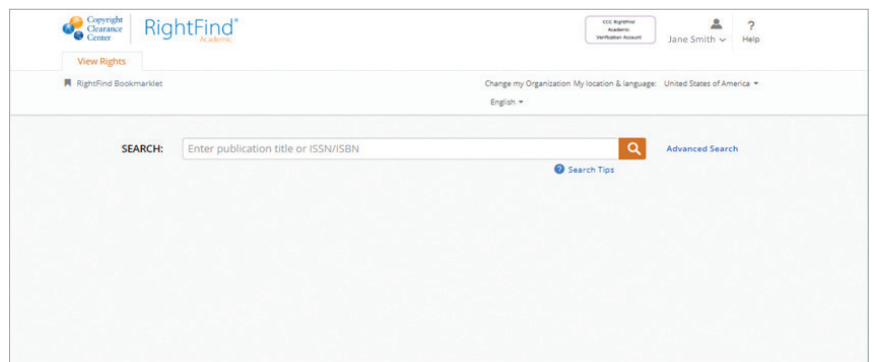 Copyright
Clearance
Center
RightFind®
Academic
CCC RightFind
Academic
Verification Account
Jane Smith
?
Help
View Rights
RightFind Bookmarklet
Change my Organization My location & language: United States of America
English
SEARCH: Enter publication title or ISSN/ISBN Advanced Search
? Search Tips